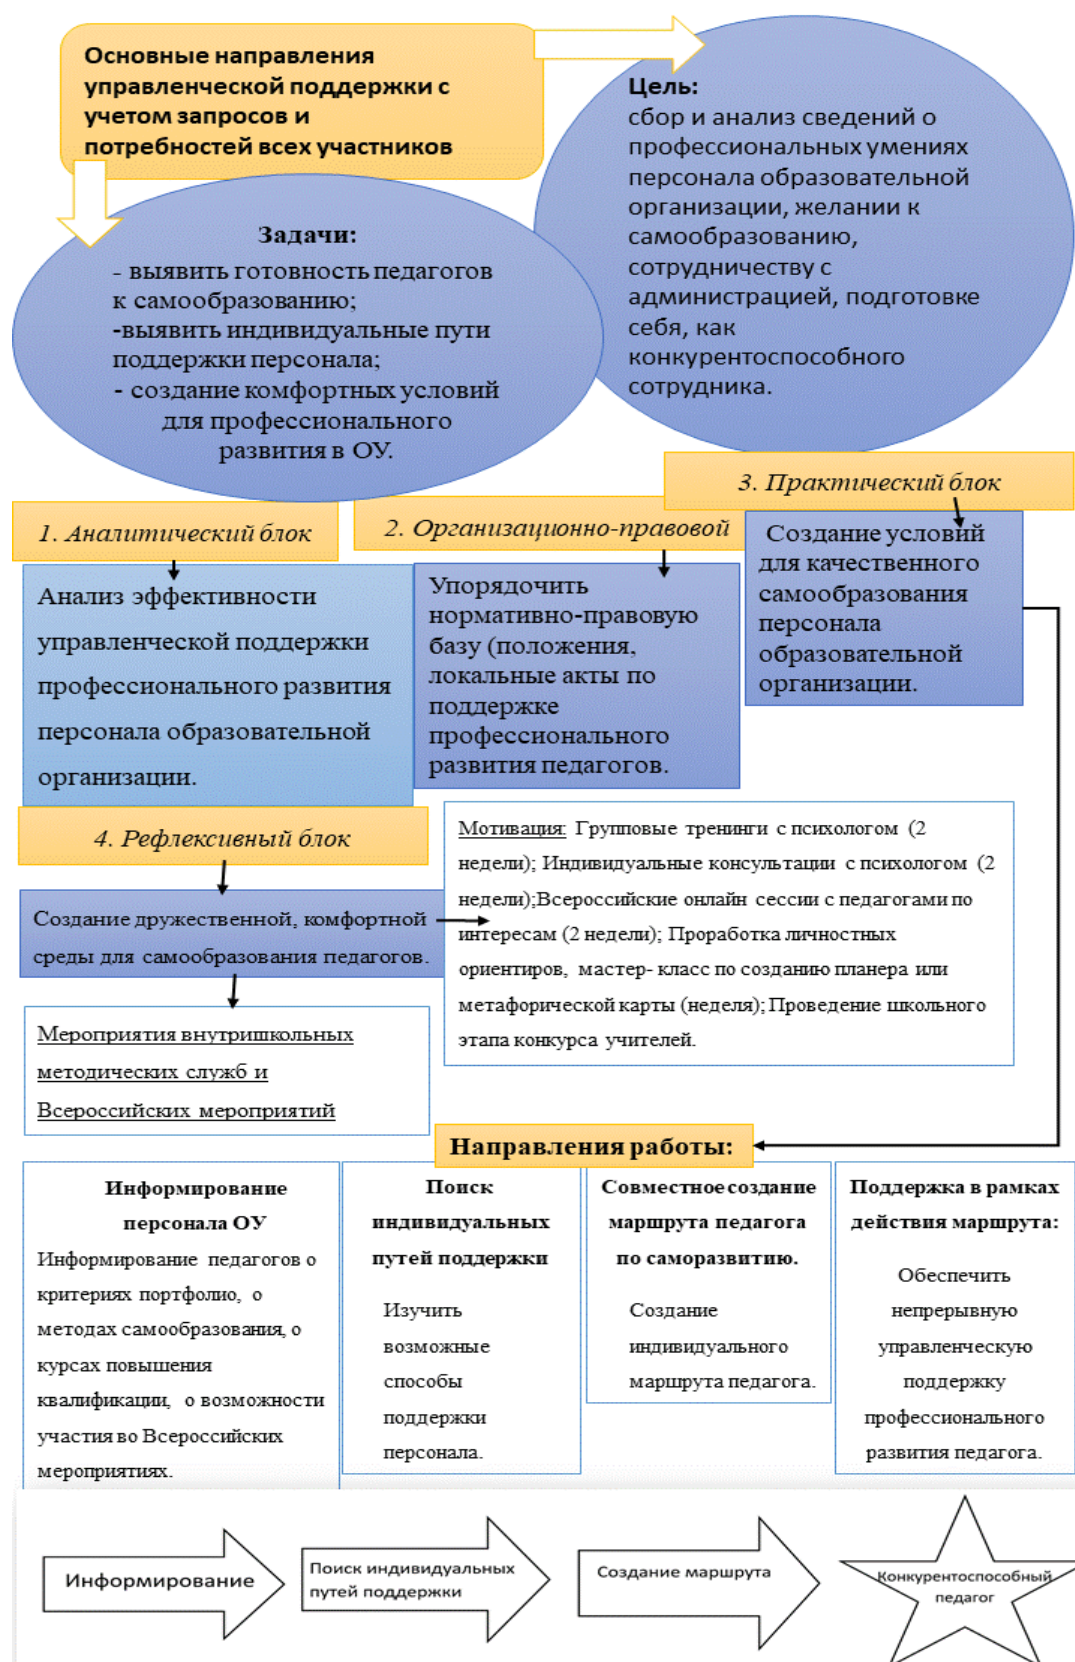 Основные направления
управленческой поддержки с
учетом запросов и
потребностей всех участников
Цель:
сбор и анализ сведений о
профессиональных умениях
персонала образовательной
организации, желании к
самообразованию,
сотрудничеству с
администрацией, подготовке
себя, как
конкурентоспособного
сотрудника.
Задачи:
- выявить готовность педагогов
к самообразованию;
-выявить индивидуальные пути
поддержки персонала;
- создание комфортных условий
для профессионального
развития в ОУ.
1. Аналитический блок
Анализ эффективности
управленческой поддержки
профессионального развития
персонала образовательной
организации.
2. Организационно-правовой
Упорядочить
нормативно-правовую
базу (положения,
локальные акты по
поддержке
профессионального
развития педагогов.
3. Практический блок
Создание условий
для качественного
самообразования
персонала
образовательной
организации.
4. Рефлексивный блок
Создание дружественной, комфортной
среды для самообразования педагогов.
Мотивация: Групповые тренинги с психологом (2
недели); Индивидуальные консультации с психологом (2
недели);Всероссийские онлайн сессии с педагогами по
интересам (2 недели); Проработка личностных
ориентиров, мастер- класс по созданию планера или
метафорической карты (неделя); Проведение школьного
этапа конкурса учителей.
Мероприятия внутришкольных
методических служб и
Всероссийских мероприятий
Направления работы:
Информирование
персонала ОУ
Информирование педагогов о
критериях портфолио, о
методах самообразования, о
курсах повышения
квалификации, о возможности
участия во Всероссийских
мероприятиях.
Поиск
индивидуальных
путей поддержки
Изучить
возможные
способы
поддержки
персонала.
Совместное создание
маршрута педагога
по саморазвитию.
Создание
индивидуального
маршрута педагога.
Поддержка в рамках
действия маршрута:
Обеспечить
непрерывную
управленческую
поддержку
профессионального
развития педагога.
Информирование
Поиск индивидуальных
путей поддержки
Создание маршрута
Конкурентоспособный
педагог